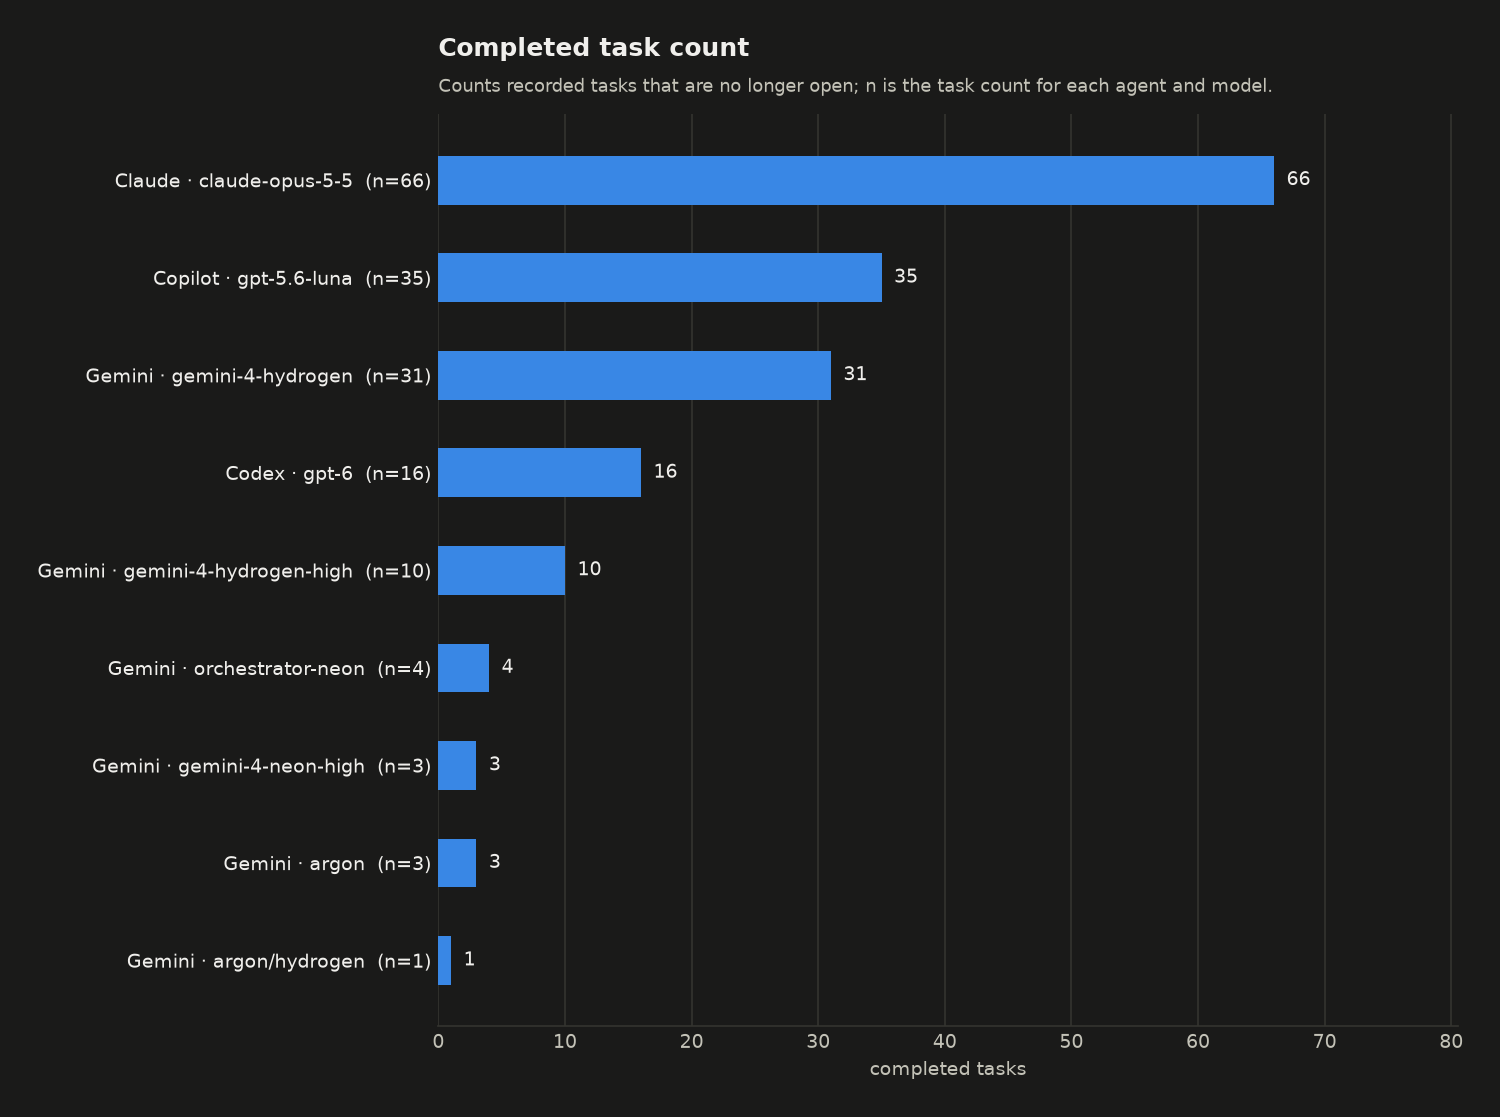 Completed task count
Counts recorded tasks that are no longer open; n is the task count for each agent and model.
Claude · claude-opus-5-5 (n=66) 66
Copilot · gpt-5.6-luna (n=35) 35
Gemini · gemini-4-hydrogen (n=31) 31
Codex · gpt-6 (n=16) 16
Gemini · gemini-4-hydrogen-high (n=10) 10
Gemini · orchestrator-neon (n=4) 4
Gemini · gemini-4-neon-high (n=3) 3
Gemini · argon (n=3) 3
Gemini · argon/hydrogen (n=1) 1
0 10 20 30 40 50 60 70 80
completed tasks